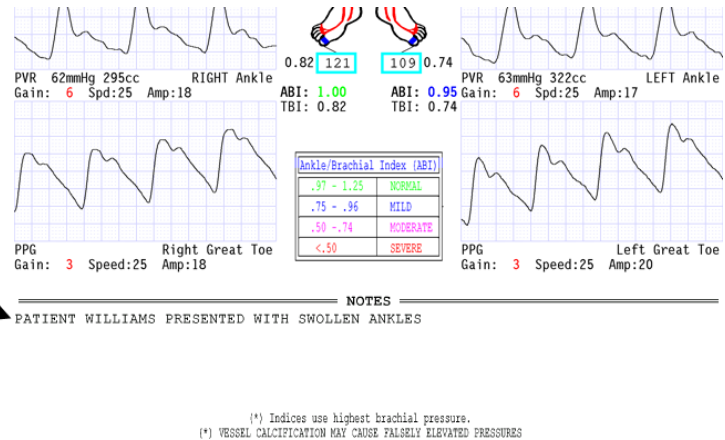 0.82 121 109 0.74
PVR 62mmHg 295cc RIGHT Ankle
Gain: 6 Spd:25 Amp:18
ABI: 1.00 ABI: 0.95
TBI: 0.82 TBI: 0.74
PVR 63mmHg 322cc LEFT Ankle
Gain: 6 Spd:25 Amp:17
Ankle/Brachial Index (ABI)
.97 - 1.25 NORMAL
.75 - .96 MILD
.50 - .74 MODERATE
<.50 SEVERE
PPG Right Great Toe
Gain: 3 Speed:25 Amp:18
PPG Left Great Toe
Gain: 3 Speed:25 Amp:20
NOTES
PATIENT WILLIAMS PRESENTED WITH SWOLLEN ANKLES
(*) Indices use highest brachial pressure.
(*) VESSEL CALCIFICATION MAY CAUSE FALSELY ELEVATED PRESSURES